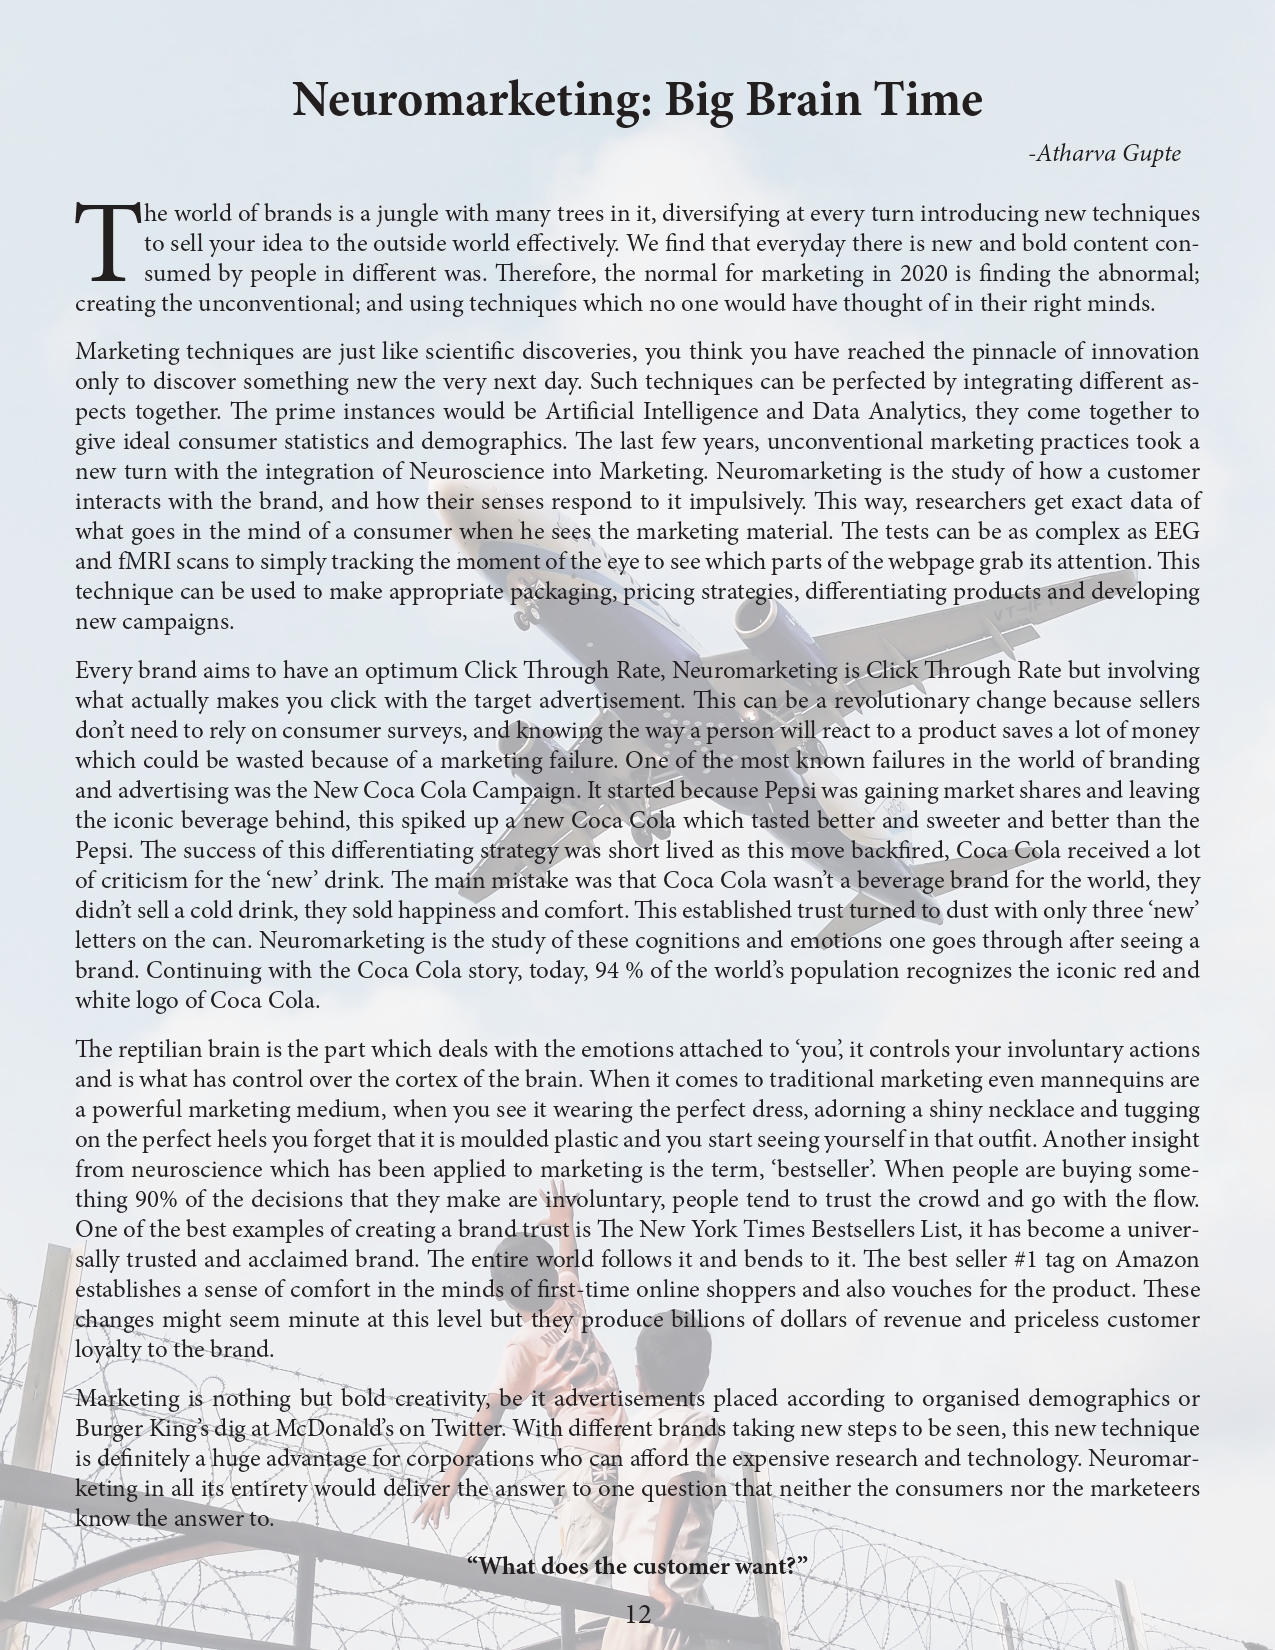 Neuromarketing: Big Brain Time
-Atharva Gupte
The world of brands is a jungle with many trees in it, diversifying at every turn introducing new techniques
to sell your idea to the outside world effectively. We find that everyday there is new and bold content con-
sumed by people in different was. Therefore, the normal for marketing in 2020 is finding the abnormal;
creating the unconventional; and using techniques which no one would have thought of in their right minds.
Marketing techniques are just like scientific discoveries, you think you have reached the pinnacle of innovation
only to discover something new the very next day. Such techniques can be perfected by integrating different as-
pects together. The prime instances would be Artificial Intelligence and Data Analytics, they come together to
give ideal consumer statistics and demographics. The last few years, unconventional marketing practices took a
new turn with the integration of Neuroscience into Marketing. Neuromarketing is the study of how a customer
interacts with the brand, and how their senses respond to it impulsively. This way, researchers get exact data of
what goes in the mind of a consumer when he sees the marketing material. The tests can be as complex as EEG
and fMRI scans to simply tracking the moment of the eye to see which parts of the webpage grab its attention. This
technique can be used to make appropriate packaging, pricing strategies, differentiating products and developing
new campaigns.
Every brand aims to have an optimum Click Through Rate, Neuromarketing is Click Through Rate but involving
what actually makes you click with the target advertisement. This can be a revolutionary change because sellers
don’t need to rely on consumer surveys, and knowing the way a person will react to a product saves a lot of money
which could be wasted because of a marketing failure. One of the most known failures in the world of branding
and advertising was the New Coca Cola Campaign. It started because Pepsi was gaining market shares and leaving
the iconic beverage behind, this spiked up a new Coca Cola which tasted better and sweeter and better than the
Pepsi. The success of this differentiating strategy was short lived as this move backfired, Coca Cola received a lot
of criticism for the ‘new’ drink. The main mistake was that Coca Cola wasn’t a beverage brand for the world, they
didn’t sell a cold drink, they sold happiness and comfort. This established trust turned to dust with only three ‘new’
letters on the can. Neuromarketing is the study of these cognitions and emotions one goes through after seeing a
brand. Continuing with the Coca Cola story, today, 94 % of the world’s population recognizes the iconic red and
white logo of Coca Cola.
The reptilian brain is the part which deals with the emotions attached to ‘you’, it controls your involuntary actions
and is what has control over the cortex of the brain. When it comes to traditional marketing even mannequins are
a powerful marketing medium, when you see it wearing the perfect dress, adorning a shiny necklace and tugging
on the perfect heels you forget that it is moulded plastic and you start seeing yourself in that outfit. Another insight
from neuroscience which has been applied to marketing is the term, ‘bestseller’. When people are buying some-
thing 90% of the decisions that they make are involuntary, people tend to trust the crowd and go with the flow.
One of the best examples of creating a brand trust is The New York Times Bestsellers List, it has become a univer-
sally trusted and acclaimed brand. The entire world follows it and bends to it. The best seller #1 tag on Amazon
establishes a sense of comfort in the minds of first-time online shoppers and also vouches for the product. These
changes might seem minute at this level but they produce billions of dollars of revenue and priceless customer
loyalty to the brand.
Marketing is nothing but bold creativity, be it advertisements placed according to organised demographics or
Burger King’s dig at McDonald’s on Twitter. With different brands taking new steps to be seen, this new technique
is definitely a huge advantage for corporations who can afford the expensive research and technology. Neuromar-
keting in all its entirety would deliver the answer to one question that neither the consumers nor the marketeers
know the answer to.
“What does the customer want?”
12